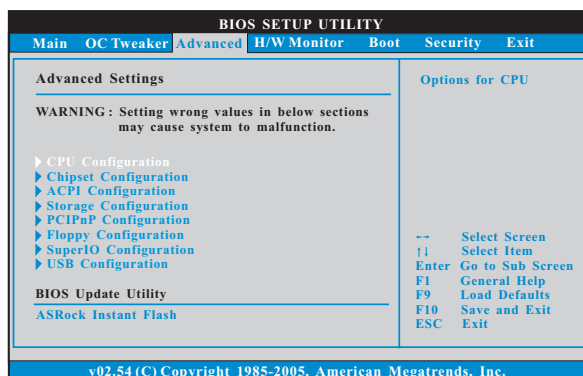 BIOS SETUP UTILITY
Main OC Tweaker Advanced H/W Monitor Boot Security Exit
Advanced Settings
WARNING : Setting wrong values in below sections
may cause system to malfunction.
CPU Configuration
Chipset Configuration
ACPI Configuration
Storage Configuration
PCIPnP Configuration
Floppy Configuration
SuperIO Configuration
USB Configuration
BIOS Update Utility
ASRock Instant Flash
Options for CPU
←→ Select Screen
↑↓ Select Item
Enter Go to Sub Screen
F1 General Help
F9 Load Defaults
F10 Save and Exit
ESC Exit
v02.54 (C) Copyright 1985-2005, American Megatrends, Inc.